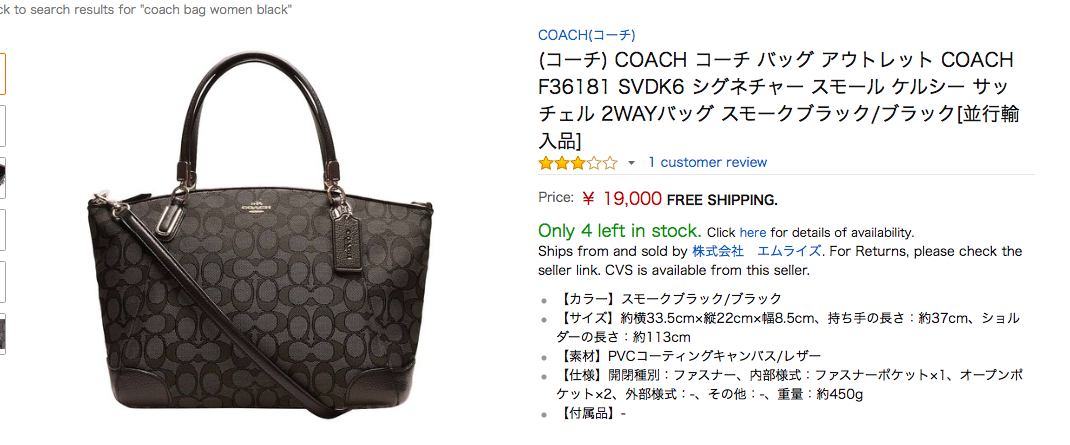 ck to search results for "coach bag women black"
COACH
COACH
COACH(コーチ)
(コーチ) COACH コーチ バッグ アウトレット COACH
F36181 SVDK6 シグネチャー スモール ケルシー サッ
チェル 2WAYバッグ スモークブラック/ブラック[並行輸
入品]
1 customer review
Price: ¥ 19,000 FREE SHIPPING.
Only 4 left in stock. Click here for details of availability.
Ships from and sold by 株式会社　エムライズ. For Returns, please check the
seller link. CVS is available from this seller.
【カラー】スモークブラック/ブラック
【サイズ】約横33.5cm×縦22cm×幅8.5cm、持ち手の長さ：約37cm、ショル
ダーの長さ：約113cm
【素材】PVCコーティングキャンバス/レザー
【仕様】開閉種別：ファスナー、内部様式：ファスナーポケット×1、オープンポ
ケット×2、外部様式：-、その他：-、重量：約450g
【付属品】-